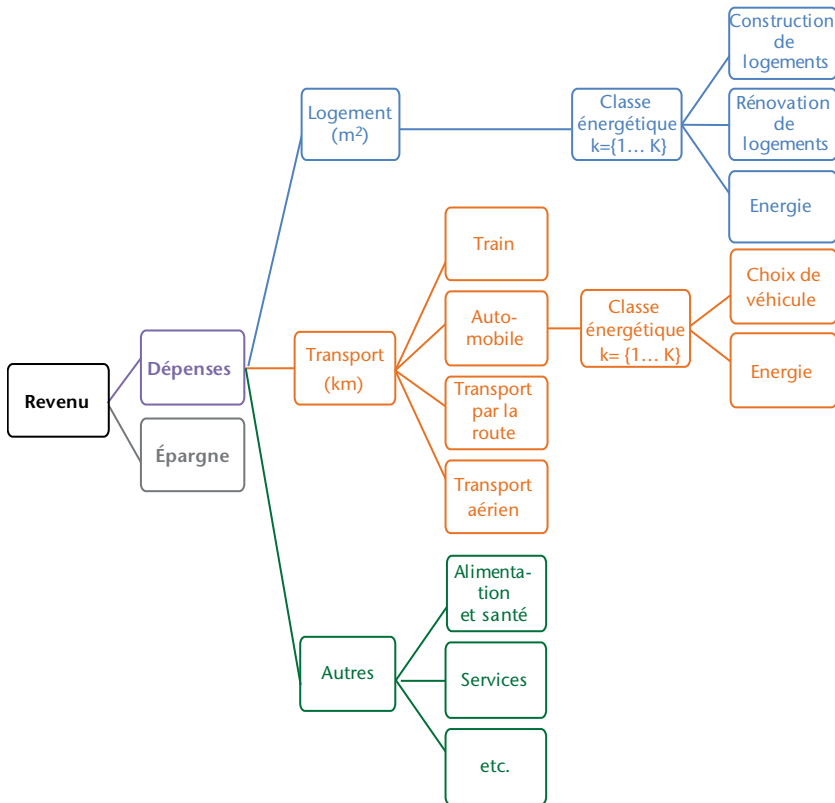 Revenu
Dépenses
Épargne
Logement
(m²)
Classe
énergétique
k={1... K}
Construction
de
logements
Rénovation
de
logements
Energie
Transport
(km)
Train
Auto-
mobile
Classe
énergétique
k= {1... K}
Choix de
véhicule
Energie
Transport
par la
route
Transport
aérien
Autres
Alimenta-
tion
et santé
Services
etc.